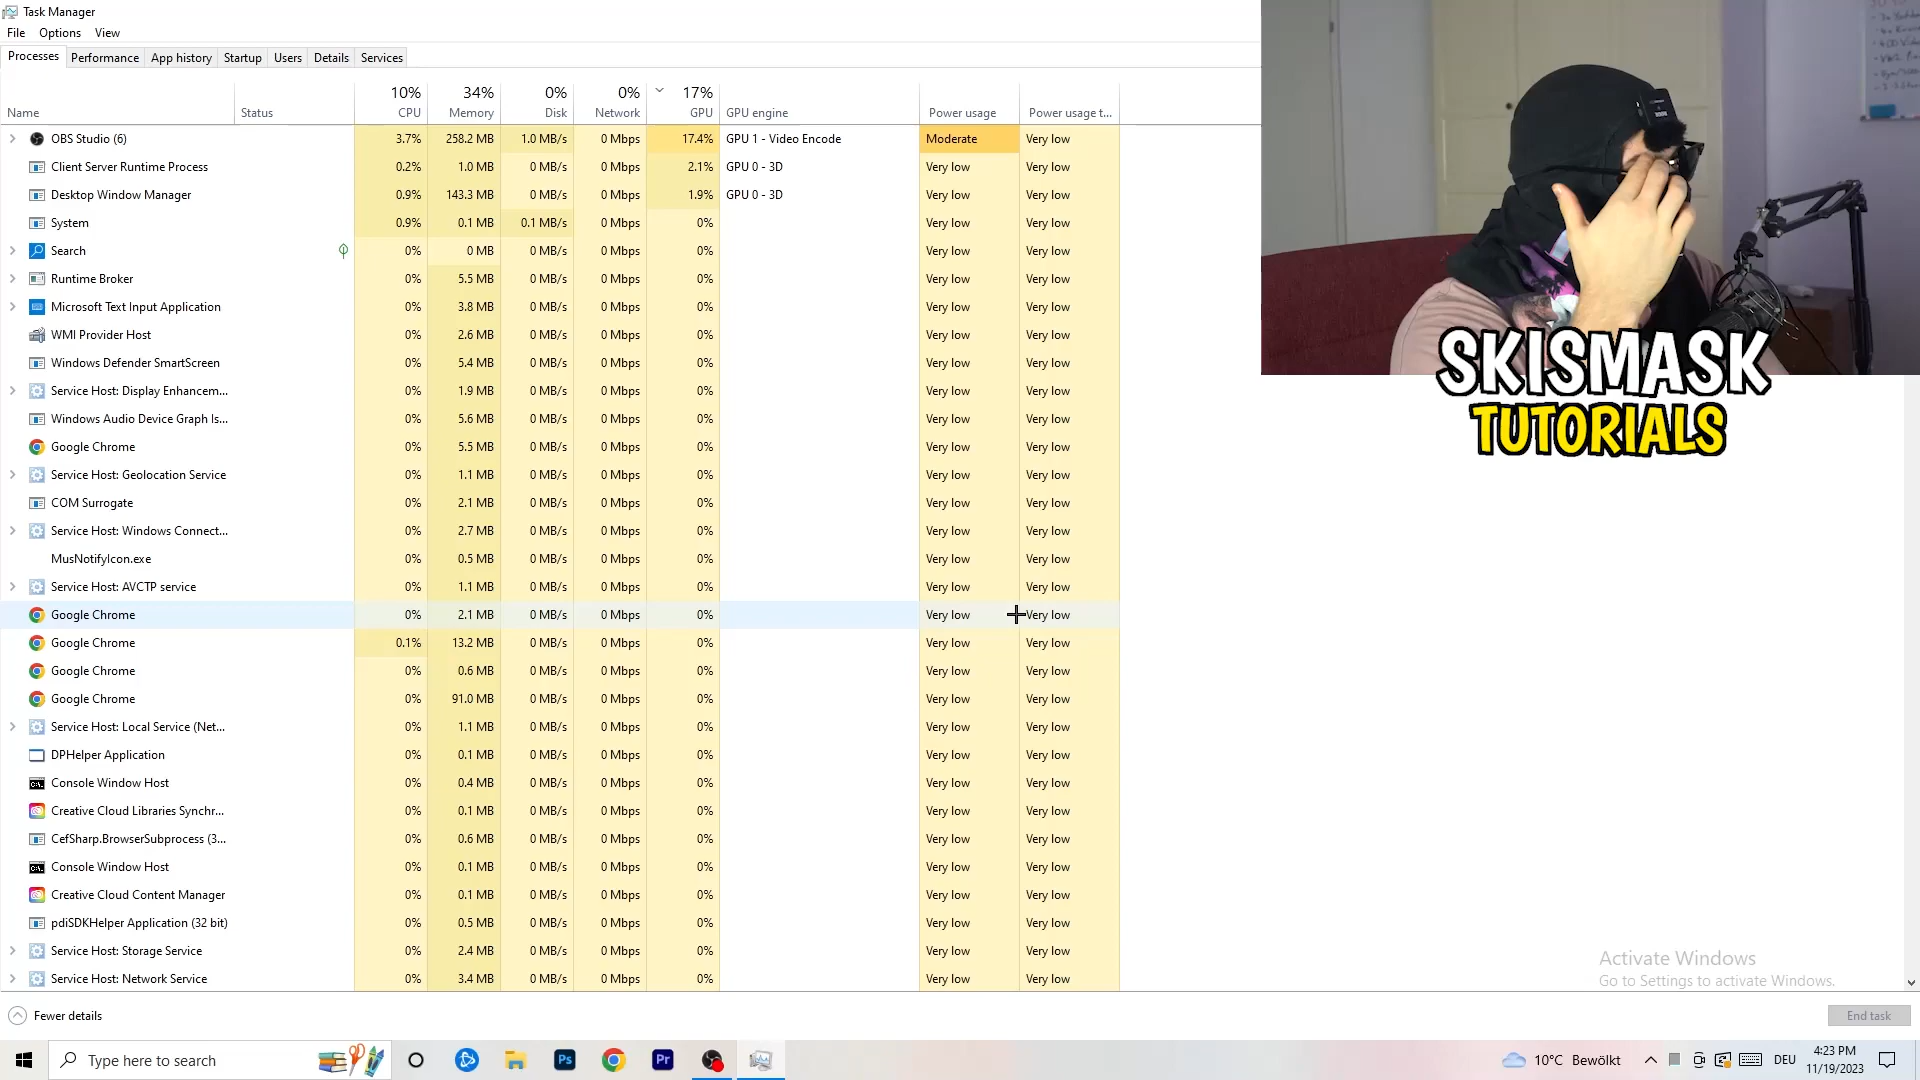 Task Manager
File Options View
Processes Performance App history Startup Users Details Services
10% 34% 0% 0% 17%
Name Status CPU Memory Disk Network GPU GPU engine Power usage Power usage t...
OBS Studio (6) 3.7% 258.2 MB 1.0 MB/s 0 Mbps 17.4% GPU 1 - Video Encode Moderate Very low
Client Server Runtime Process 0.2% 1.0 MB 0 MB/s 0 Mbps 2.1% GPU 0 - 3D Very low Very low
Desktop Window Manager 0.9% 143.3 MB 0 MB/s 0 Mbps 1.9% GPU 0 - 3D Very low Very low
System 0.9% 0.1 MB 0.1 MB/s 0 Mbps 0% Very low Very low
Search 0% 0 MB 0 MB/s 0 Mbps 0% Very low Very low
Runtime Broker 0% 5.5 MB 0 MB/s 0 Mbps 0% Very low Very low
Microsoft Text Input Application 0% 3.8 MB 0 MB/s 0 Mbps 0% Very low Very low
WMI Provider Host 0% 2.6 MB 0 MB/s 0 Mbps 0% Very low Very low
Windows Defender SmartScreen 0% 5.4 MB 0 MB/s 0 Mbps 0% Very low Very low
Service Host: Display Enhancem... 0% 1.9 MB 0 MB/s 0 Mbps 0% Very low Very low
Windows Audio Device Graph Is... 0% 5.6 MB 0 MB/s 0 Mbps 0% Very low Very low
Google Chrome 0% 5.5 MB 0 MB/s 0 Mbps 0% Very low Very low
Service Host: Geolocation Service 0% 1.1 MB 0 MB/s 0 Mbps 0% Very low Very low
COM Surrogate 0% 2.1 MB 0 MB/s 0 Mbps 0% Very low Very low
Service Host: Windows Connect... 0% 2.7 MB 0 MB/s 0 Mbps 0% Very low Very low
MusNotifyIcon.exe 0% 0.5 MB 0 MB/s 0 Mbps 0% Very low Very low
Service Host: AVCTP service 0% 1.1 MB 0 MB/s 0 Mbps 0% Very low Very low
Google Chrome 0% 2.1 MB 0 MB/s 0 Mbps 0% Very low Very low
Google Chrome 0.1% 13.2 MB 0 MB/s 0 Mbps 0% Very low Very low
Google Chrome 0% 0.6 MB 0 MB/s 0 Mbps 0% Very low Very low
Google Chrome 0% 91.0 MB 0 MB/s 0 Mbps 0% Very low Very low
Service Host: Local Service (Net... 0% 1.1 MB 0 MB/s 0 Mbps 0% Very low Very low
DPHelper Application 0% 0.1 MB 0 MB/s 0 Mbps 0% Very low Very low
Console Window Host 0% 0.4 MB 0 MB/s 0 Mbps 0% Very low Very low
Creative Cloud Libraries Synchr... 0% 0.1 MB 0 MB/s 0 Mbps 0% Very low Very low
CefSharp.BrowserSubprocess (3... 0% 0.6 MB 0 MB/s 0 Mbps 0% Very low Very low
Console Window Host 0% 0.1 MB 0 MB/s 0 Mbps 0% Very low Very low
Creative Cloud Content Manager 0% 0.1 MB 0 MB/s 0 Mbps 0% Very low Very low
pdiSDKHelper Application (32 bit) 0% 0.5 MB 0 MB/s 0 Mbps 0% Very low Very low
Service Host: Storage Service 0% 2.4 MB 0 MB/s 0 Mbps 0% Very low Very low
Service Host: Network Service 0% 3.4 MB 0 MB/s 0 Mbps 0% Very low Very low
SKISMASK
TUTORIALS
Activate Windows
Go to Settings to activate Windows.
Fewer details End task
Type here to search Ps Pr 10°C Bewölkt DEU 4:23 PM
11/19/2023